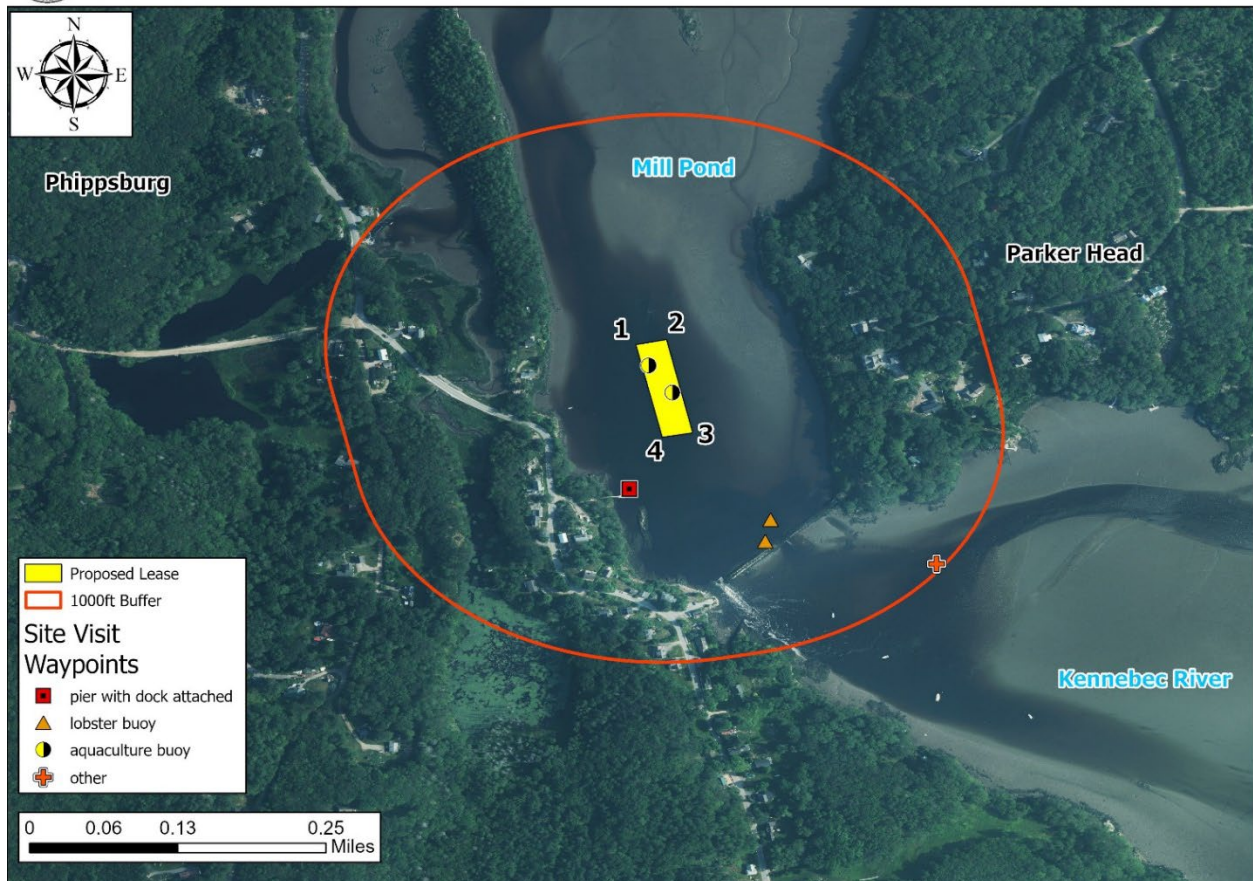 N
W E
S
Phippsburg
Mill Pond
Parker Head
1 2
4 3
Kennebec River
Proposed Lease
1000ft Buffer
Site Visit
Waypoints
pier with dock attached
lobster buoy
aquaculture buoy
other
0 0.06 0.13 0.25
Miles